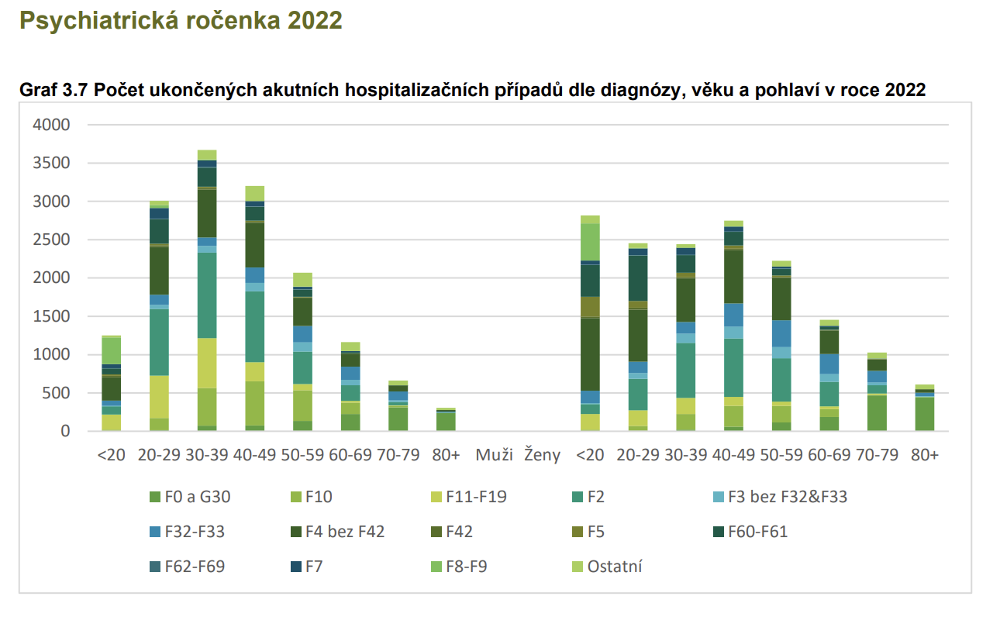 Psychiatrická ročenka 2022
Graf 3.7 Počet ukončených akutních hospitalizačních případů dle diagnózy, věku a pohlaví v roce 2022
4000
3500
3000
2500
2000
1500
1000
500
0
<20 20-29 30-39 40-49 50-59 60-69 70-79 80+ Muži Ženy <20 20-29 30-39 40-49 50-59 60-69 70-79 80+
F0 a G30 F10 F11-F19 F2 F3 bez F32&F33
F32-F33 F4 bez F42 F42 F5 F60-F61
F62-F69 F7 F8-F9 Ostatní